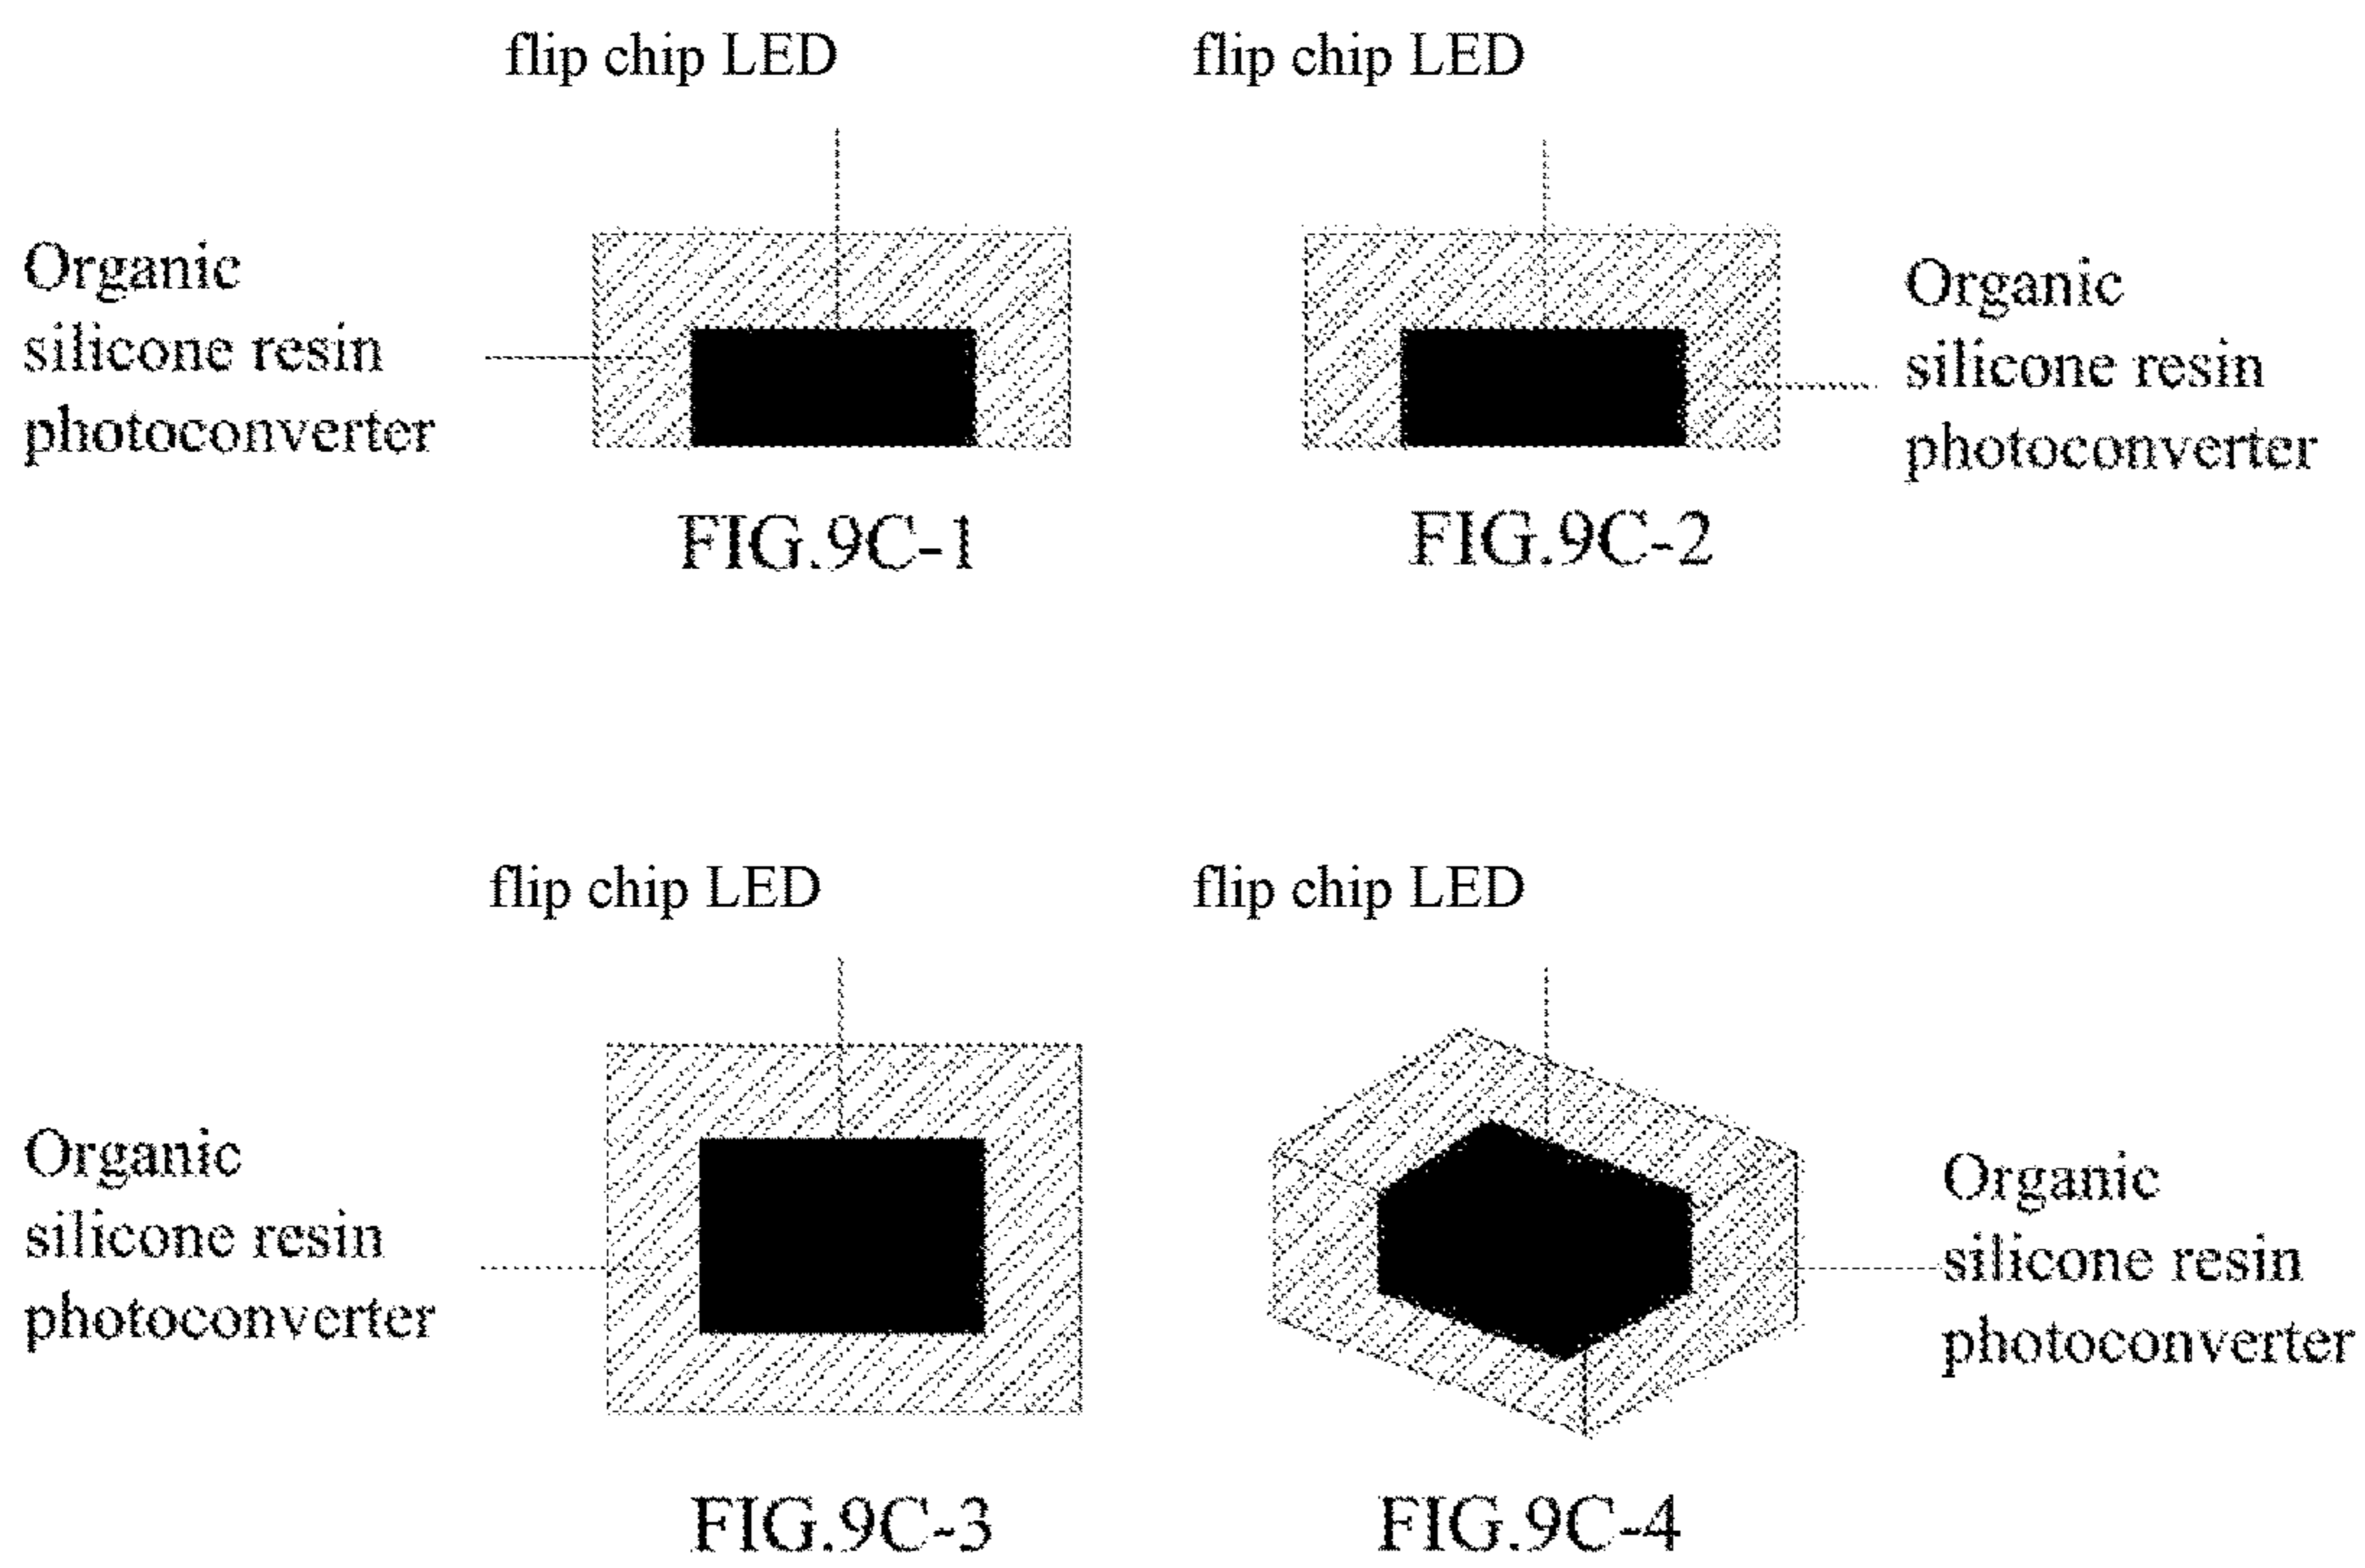 flip chip LED
flip chip LED
Organic
silicone resin
photoconverter
Organic
silicone resin
photoconverter
FIG.9C-1
FIG.9C-2
flip chip LED
flip chip LED
Organic
silicone resin
photoconverter
Organic
silicone resin
photoconverter
FIG.9C-3
FIG.9C-4